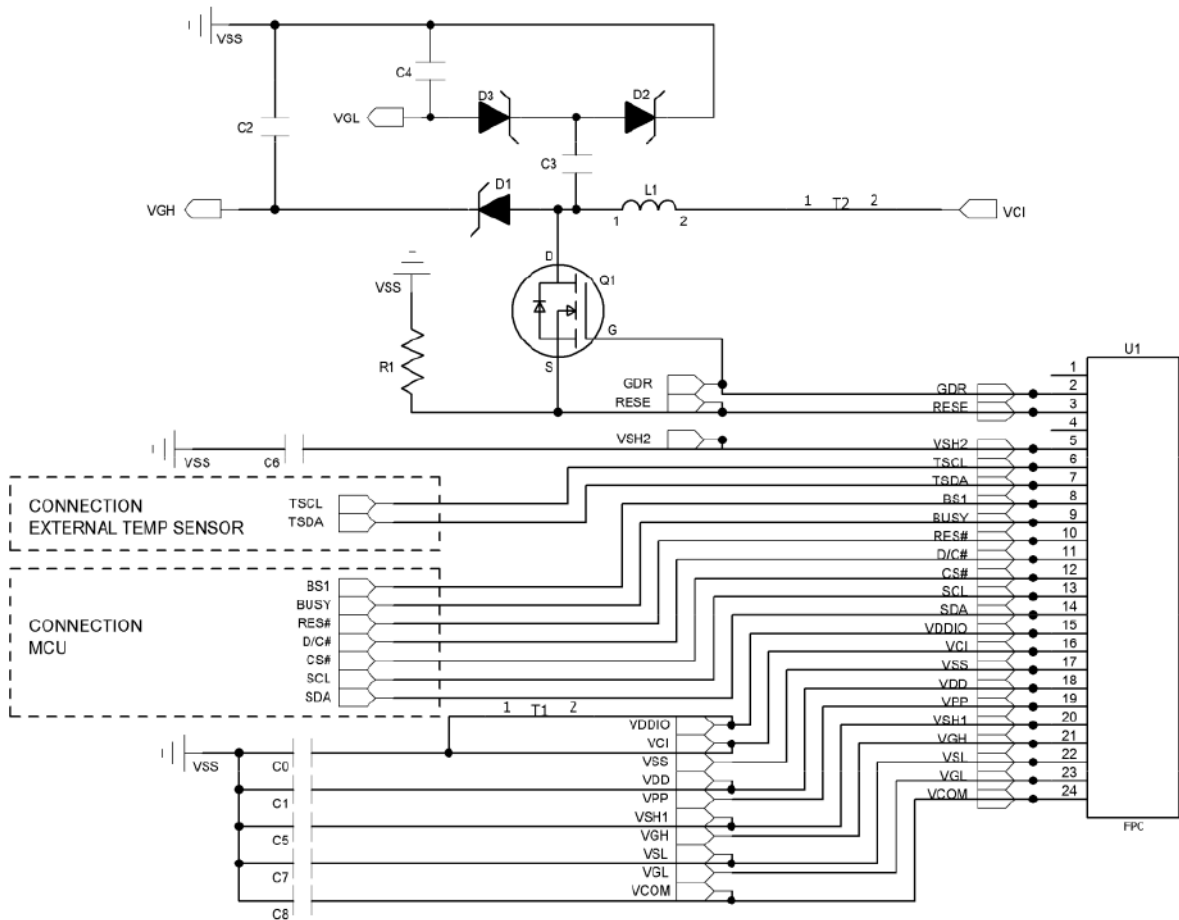 VSS
C4
D3
D2
VGL
C2
C3
D1
L1
VGH
1 2
1 T2 2
VCI
D
Q1
VSS
G
R1
S
U1
GDR
RESE
GDR
RESE
1
2
3
4
VSH2
VSS
C6
VSH2
5
TSCL
6
TSDA
7
BS1
8
BUSY
9
RES#
10
D/C#
11
CS#
12
SCL
13
SDA
14
VDDIO
15
VCI
16
VSS
17
VDD
18
VPP
19
VSH1
20
VGH
21
VSL
22
VGL
23
VCOM
24
FPC
CONNECTION
EXTERNAL TEMP SENSOR
TSCL
TSDA
CONNECTION
MCU
BS1
BUSY
RES#
D/C#
CS#
SCL
SDA
1 T1 2
VSS
C0
C1
C5
C7
C8
VDDIO
VCI
VSS
VDD
VPP
VSH1
VGH
VSL
VGL
VCOM